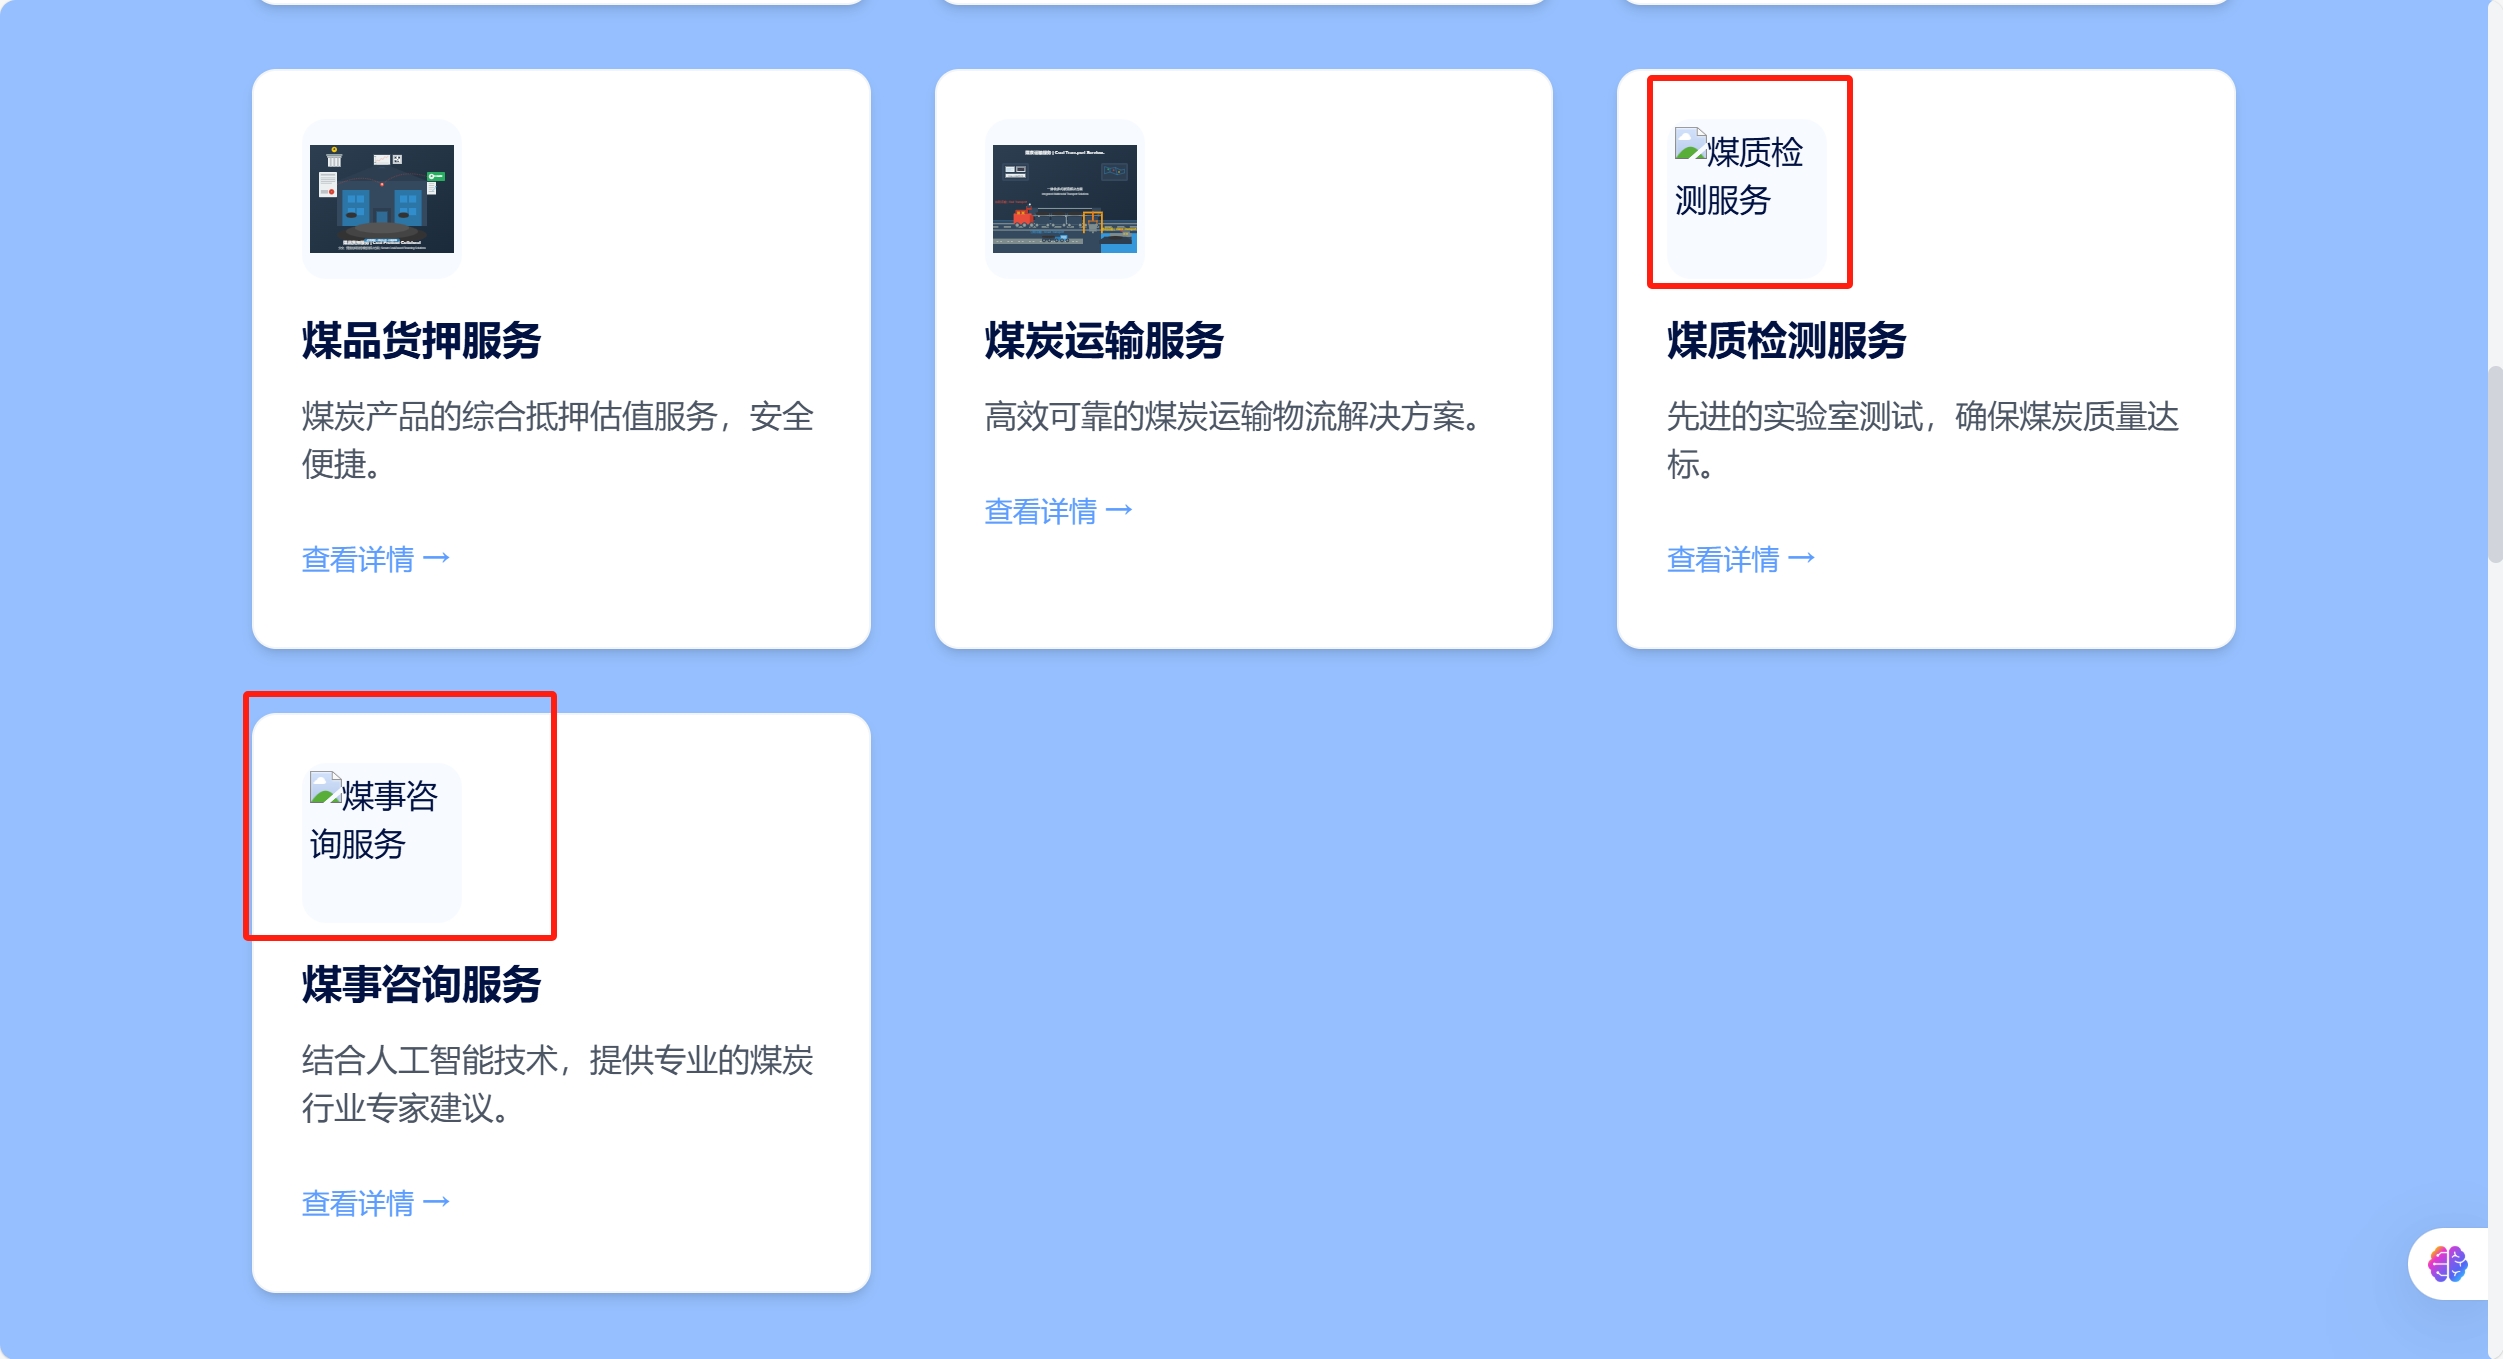 煤质检
测服务
煤品货押服务
煤炭产品的综合抵押估值服务，安全
便捷。
查看详情 →
煤炭运输服务
高效可靠的煤炭运输物流解决方案。
查看详情 →
煤质检测服务
先进的实验室测试，确保煤炭质量达
标。
查看详情 →
煤事咨
询服务
煤事咨询服务
结合人工智能技术，提供专业的煤炭
行业专家建议。
查看详情 →